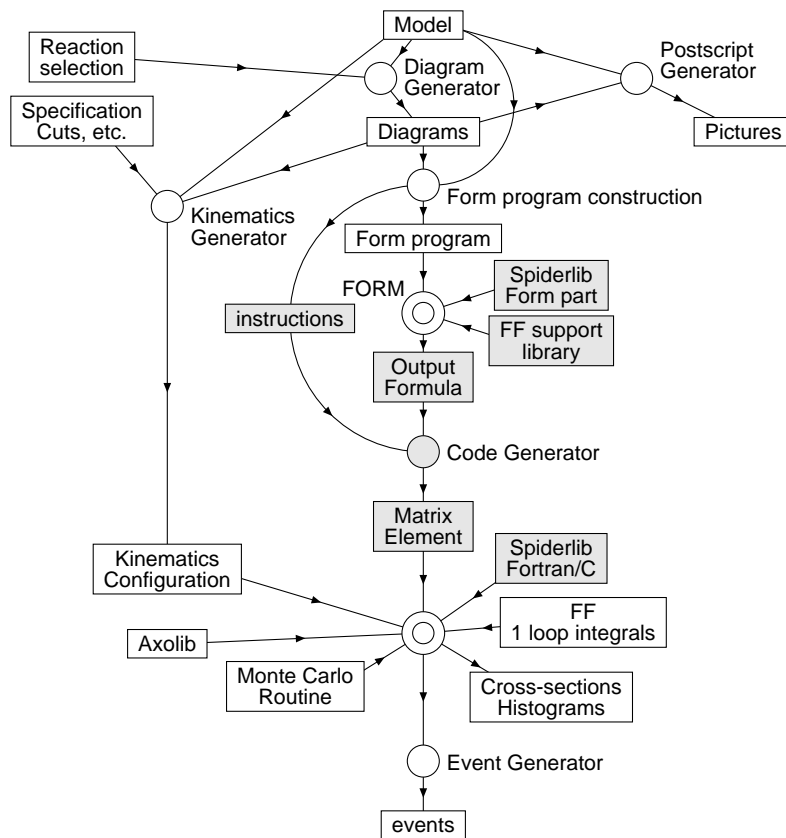 Model
Reaction
selection
Diagram
Generator
Postscript
Generator
Specification
Cuts, etc.
Diagrams
Pictures
Kinematics
Generator
Form program construction
Form program
FORM
Spiderlib
Form part
instructions
FF support
library
Output
Formula
Code Generator
Matrix
Element
Kinematics
Configuration
Spiderlib
Fortran/C
FF
1 loop integrals
Axolib
Monte Carlo
Routine
Cross-sections
Histograms
Event Generator
events